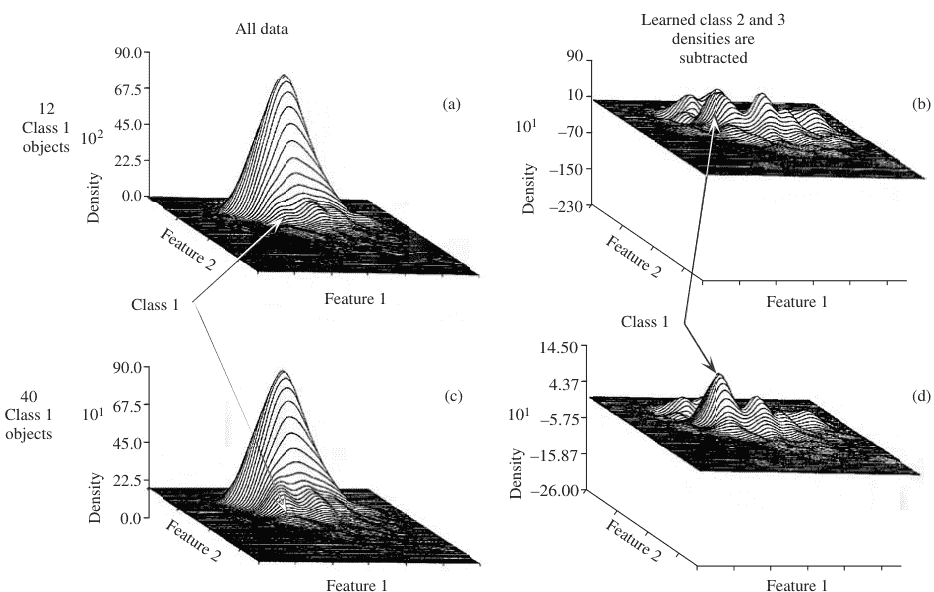 All data
Learned class 2 and 3
densities are
subtracted
12
Class 1
objects
90.0
67.5
45.0
22.5
0.0
10²
Density
Feature 2
Feature 1
(a)
90
10
–70
–150
–230
10¹
Density
Feature 2
Feature 1
(b)
Class 1
Class 1
40
Class 1
objects
90.0
67.5
45.0
22.5
0.0
10¹
Density
Feature 2
Feature 1
(c)
14.50
4.37
–5.75
–15.87
–26.00
10¹
Density
Feature 2
Feature 1
(d)